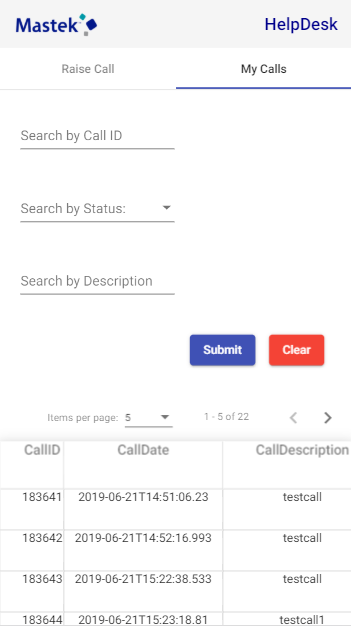 Mastek HelpDesk
Raise Call My Calls
Search by Call ID
Search by Status:
Search by Description
Submit Clear
Items per page: 5 1 - 5 of 22
CallID CallDate CallDescription
183641 2019-06-21T14:51:06.23 testcall
183642 2019-06-21T14:52:16.993 testcall
183643 2019-06-21T15:22:38.533 testcall
183644 2019-06-21T15:23:18.81 testcall1